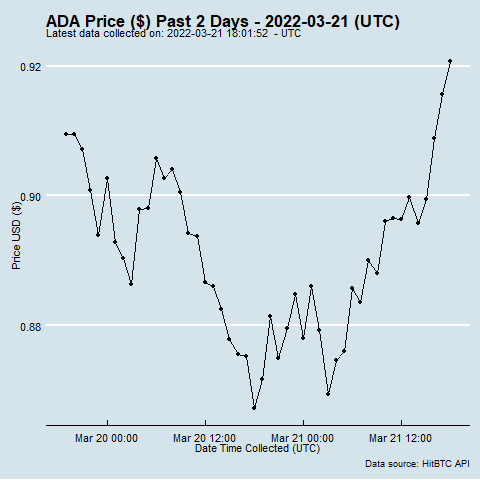 ADA Price ($) Past 2 Days - 2022-03-21 (UTC)
Latest data collected on: 2022-03-21 18:01:52 - UTC
0.92
0.90
0.88
Price USD ($)
Mar 20 00:00 Mar 20 12:00 Mar 21 00:00 Mar 21 12:00
Date Time Collected (UTC)
Data source: HitBTC API